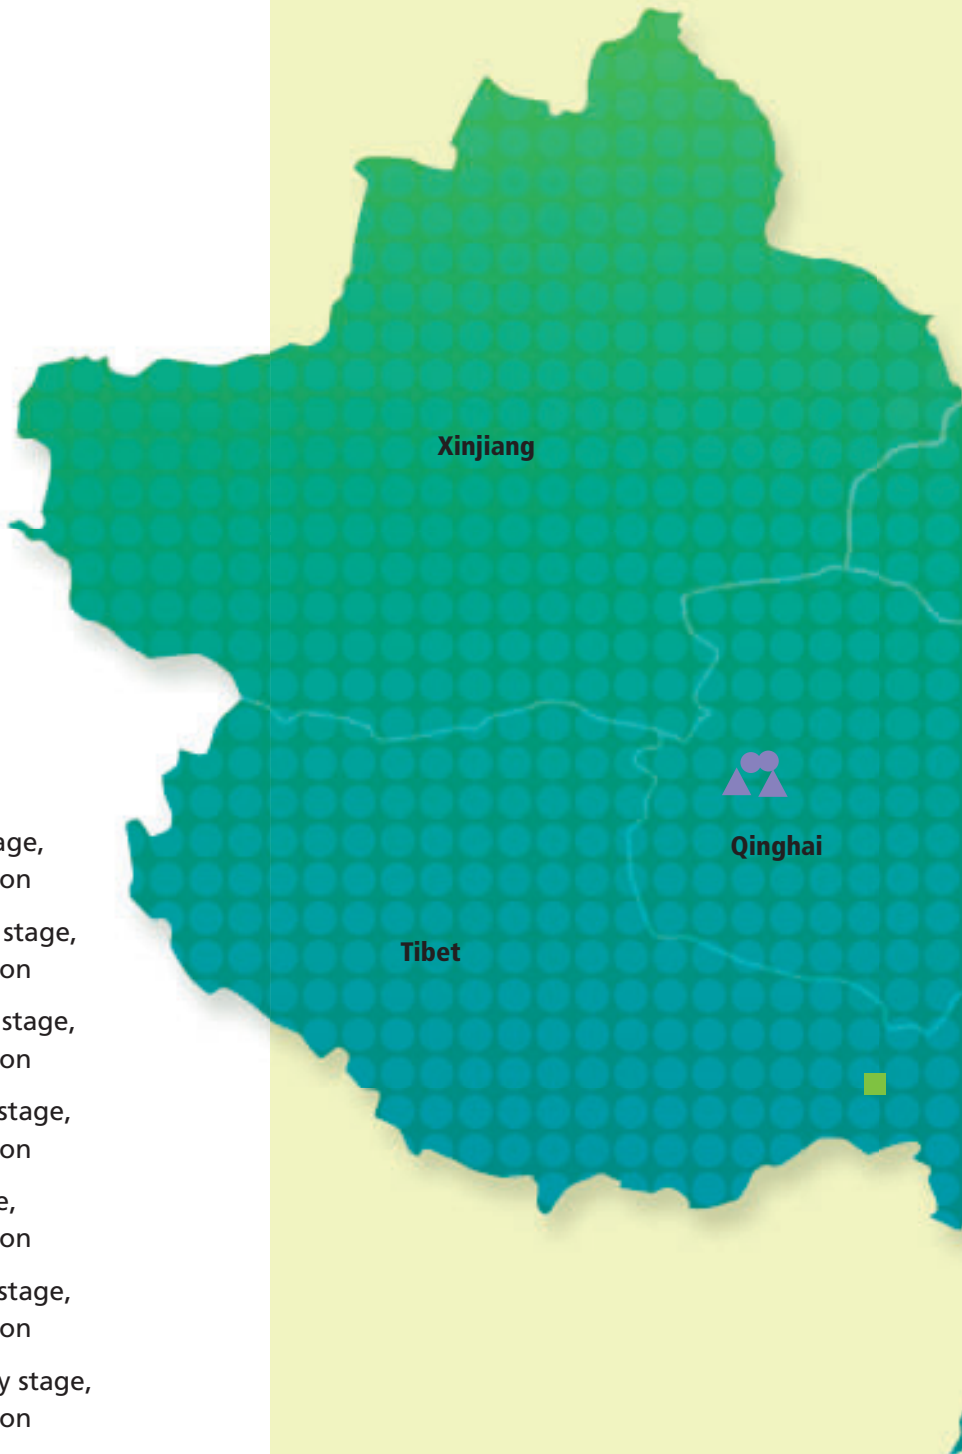 Xinjiang
Qinghai
Tibet
age,
on
stage,
on
stage,
on
stage,
on
e,
on
stage,
on
y stage,
on